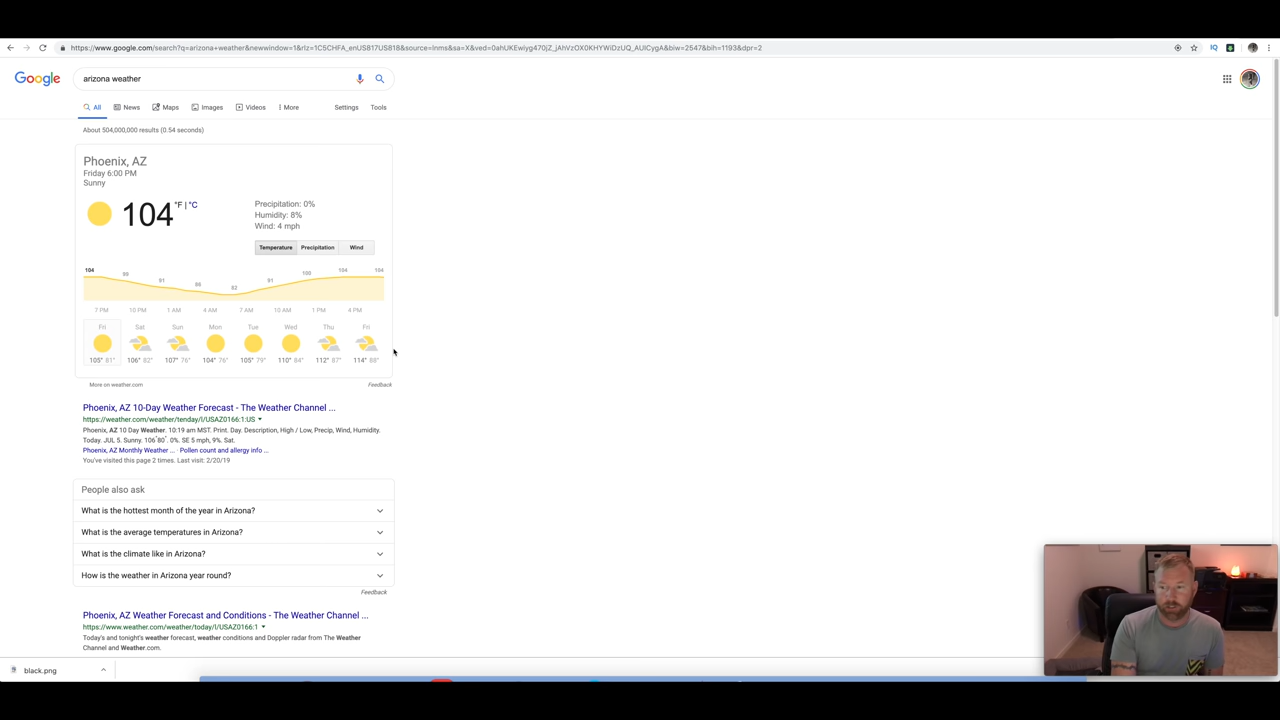 https://www.google.com/search?q=arizona+weather&newwindow=1&rlz=1C5CHFA_enUS817US818&source=lnms&sa=X&ved=0ahUKEwiyg470jZ_jAhVzOX0KHYWiDzUQ_AUICygA&biw=2547&bih=1193&dpr=2
IQ
Google
arizona weather
All News Maps Images Videos More Settings Tools
About 504,000,000 results (0.54 seconds)
Phoenix, AZ
Friday 6:00 PM
Sunny
104 °F | °C
Precipitation: 0%
Humidity: 8%
Wind: 4 mph
Temperature Precipitation Wind
104 99 91 86 82 91 100 104 104
7 PM 10 PM 1 AM 4 AM 7 AM 10 AM 1 PM 4 PM
Fri Sat Sun Mon Tue Wed Thu Fri
105° 81° 106° 82° 107° 76° 104° 76° 105° 79° 110° 84° 112° 87° 114° 88°
More on weather.com Feedback
Phoenix, AZ 10-Day Weather Forecast - The Weather Channel ...
https://weather.com/weather/tenday/l/USAZ0166:1:US
Phoenix, AZ 10 Day Weather. 10:19 am MST. Print. Day. Description, High / Low, Precip, Wind, Humidity.
Today. JUL 5. Sunny. 106°80°. 0%. SE 5 mph, 9%. Sat.
Phoenix, AZ Monthly Weather ... · Pollen count and allergy info ...
You've visited this page 2 times. Last visit: 2/20/19
People also ask
What is the hottest month of the year in Arizona?
What is the average temperatures in Arizona?
What is the climate like in Arizona?
How is the weather in Arizona year round?
Feedback
Phoenix, AZ Weather Forecast and Conditions - The Weather Channel ...
https://www.weather.com/weather/today/l/USAZ0166:1
Today's and tonight's weather forecast, weather conditions and Doppler radar from The Weather
Channel and Weather.com.
black.png